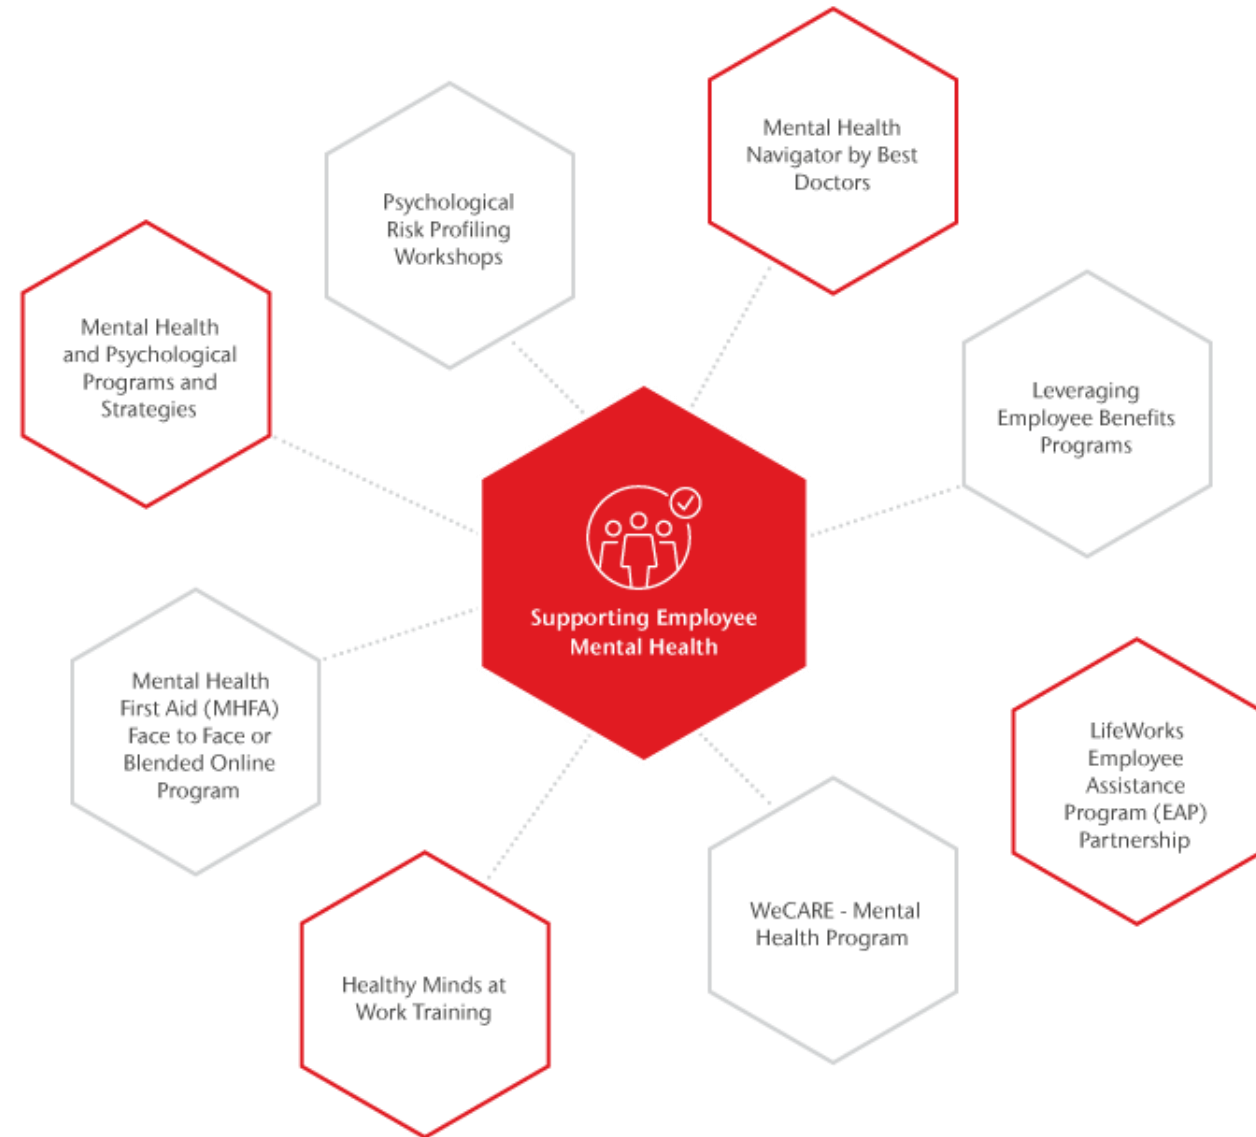 Mental Health
Navigator by Best
Doctors
Psychological
Risk Profiling
Workshops
Mental Health
and Psychological
Programs and
Strategies
Leveraging
Employee Benefits
Programs
Supporting Employee
Mental Health
Mental Health
First Aid (MHFA)
Face to Face or
Blended Online
Program
LifeWorks
Employee
Assistance
Program (EAP)
Partnership
WeCARE - Mental
Health Program
Healthy Minds at
Work Training